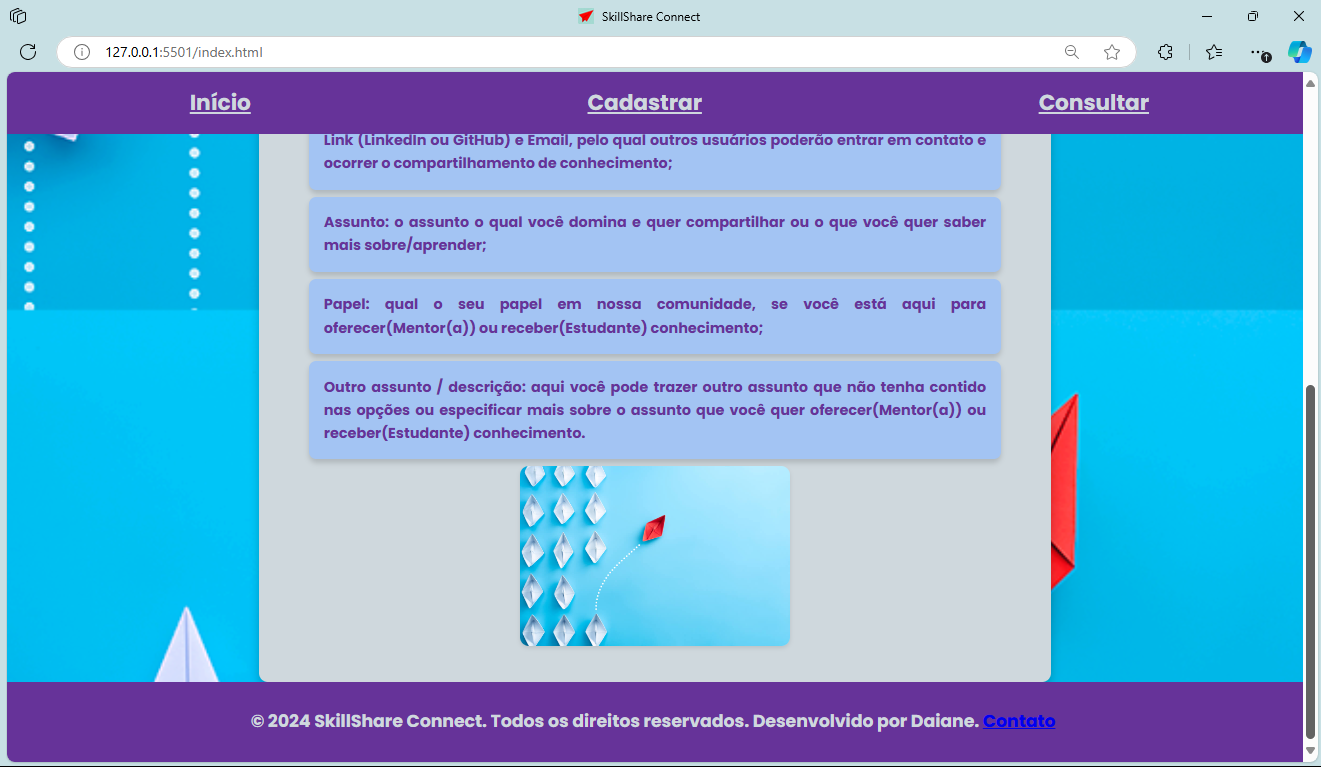 SkillShare Connect
127.0.0.1:5501/index.html
Início
Cadastrar
Consultar
Link (LinkedIn ou GitHub) e Email, pelo qual outros usuários poderão entrar em contato e
ocorrer o compartilhamento de conhecimento;
Assunto: o assunto o qual você domina e quer compartilhar ou o que você quer saber
mais sobre/aprender;
Papel: qual o seu papel em nossa comunidade, se você está aqui para
oferecer(Mentor(a)) ou receber(Estudante) conhecimento;
Outro assunto / descrição: aqui você pode trazer outro assunto que não tenha contido
nas opções ou especificar mais sobre o assunto que você quer oferecer(Mentor(a)) ou
receber(Estudante) conhecimento.
© 2024 SkillShare Connect. Todos os direitos reservados. Desenvolvido por Daiane. Contato